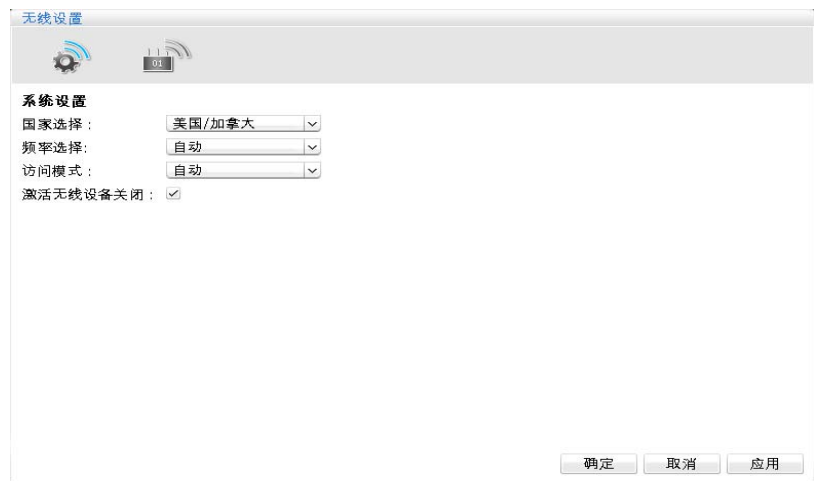 无线设置
01
系统设置
国家选择： 美国/加拿大
频率选择: 自动
访问模式： 自动
激活无线设备关闭：
确定 取消 应用